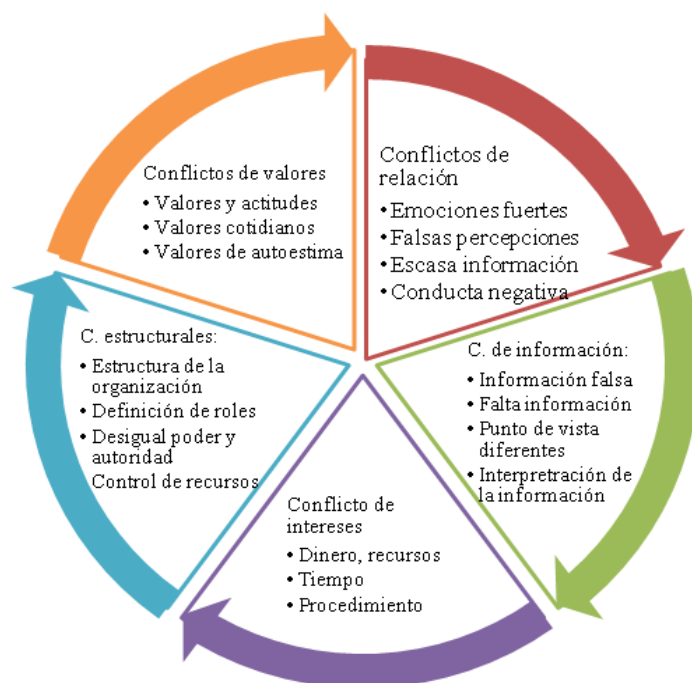 Conflictos de
relación
• Emociones fuertes
• Falsas percepciones
• Escasa información
• Conducta negativa
C. de información:
• Información falsa
• Falta información
• Punto de vista
diferentes
• Interpretración de
la información
Conflicto de
intereses
• Dinero, recursos
• Tiempo
• Procedimiento
C. estructurales:
• Estructura de la
organización
• Definición de roles
• Desigual poder y
autoridad
Control de recursos
Conflictos de valores
• Valores y actitudes
• Valores cotidianos
• Valores de autoestima